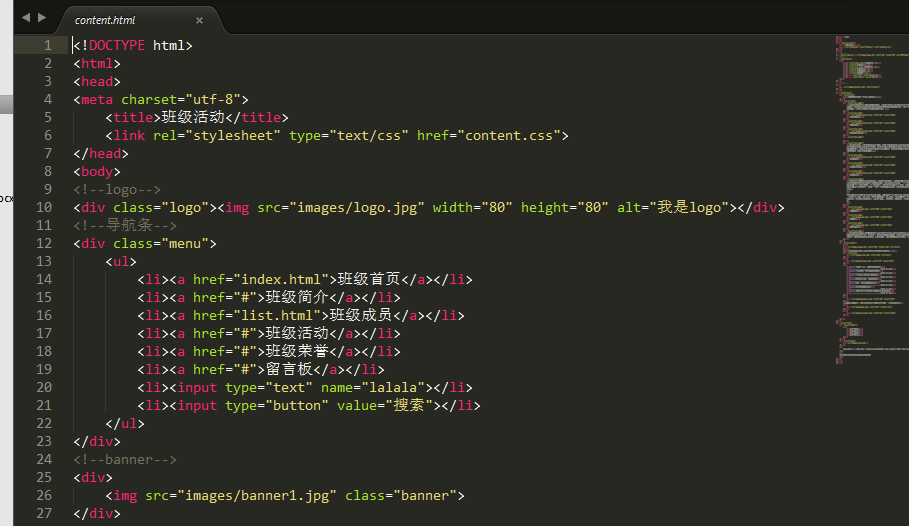 content.html
1 <!DOCTYPE html>
2 <html>
3 <head>
4 <meta charset="utf-8">
5 <title>班级活动</title>
6 <link rel="stylesheet" type="text/css" href="content.css">
7 </head>
8 <body>
9 <!--logo-->
10 <div class="logo"><img src="images/logo.jpg" width="80" height="80" alt="我是logo"></div>
11 <!--导航条-->
12 <div class="menu">
13 <ul>
14 <li><a href="index.html">班级首页</a></li>
15 <li><a href="#">班级简介</a></li>
16 <li><a href="list.html">班级成员</a></li>
17 <li><a href="#">班级活动</a></li>
18 <li><a href="#">班级荣誉</a></li>
19 <li><a href="#">留言板</a></li>
20 <li><input type="text" name="lalala"></li>
21 <li><input type="button" value="搜索"></li>
22 </ul>
23 </div>
24 <!--banner-->
25 <div>
26 <img src="images/banner1.jpg" class="banner">
27 </div>